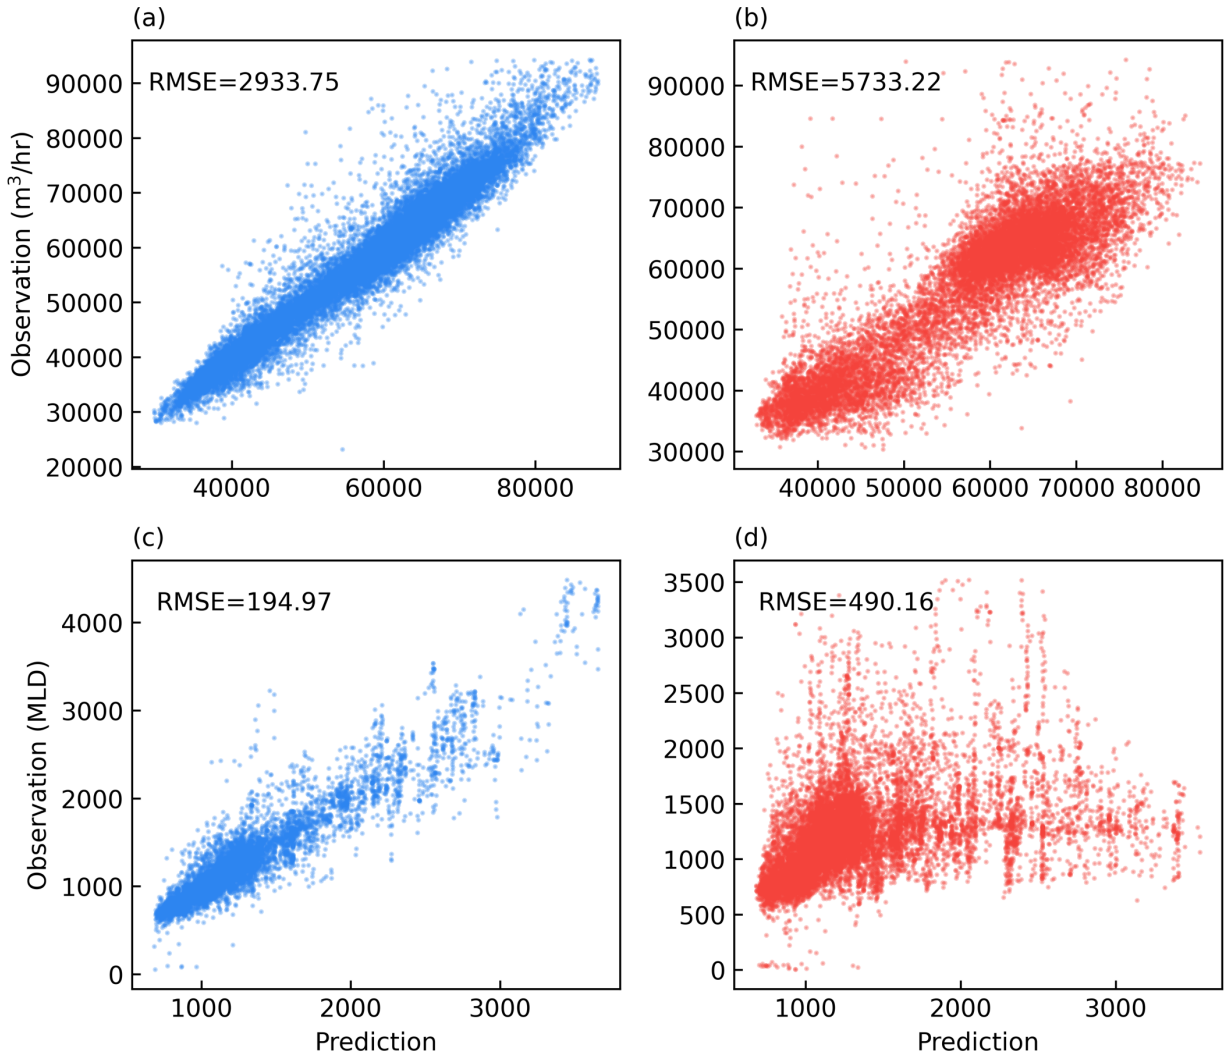 (a)
(b)
RMSE=2933.75
RMSE=5733.22
Observation (m³/hr)
90000
80000
70000
60000
50000
40000
30000
20000
40000 60000 80000
90000
80000
70000
60000
50000
40000
30000
40000 50000 60000 70000 80000
(c)
(d)
RMSE=194.97
RMSE=490.16
Observation (MLD)
4000
3000
2000
1000
0
1000 2000 3000
Prediction
3500
3000
2500
2000
1500
1000
500
0
1000 2000 3000
Prediction